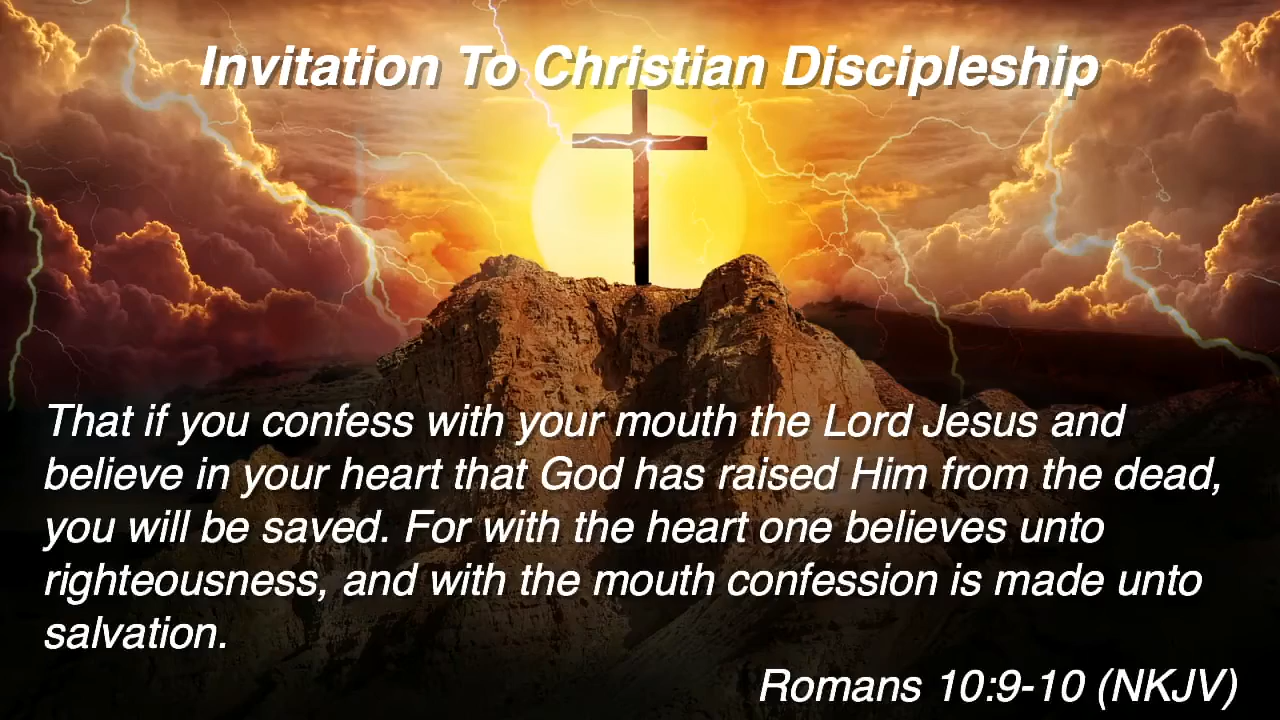 Invitation To Christian Discipleship
That if you confess with your mouth the Lord Jesus and
believe in your heart that God has raised Him from the dead,
you will be saved. For with the heart one believes unto
righteousness, and with the mouth confession is made unto
salvation.
Romans 10:9-10 (NKJV)